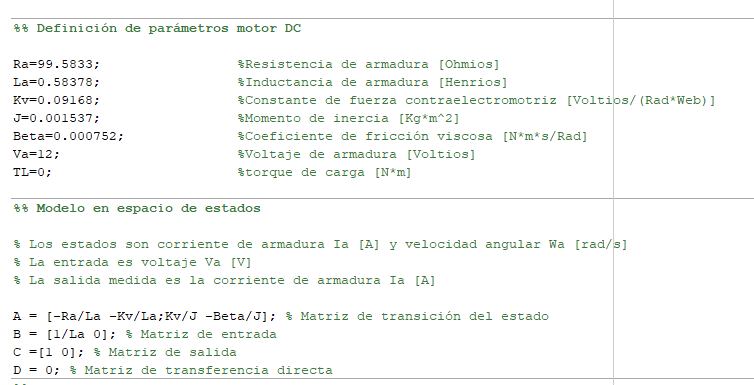 %% Definición de parámetros motor DC
Ra=99.5833; %Resistencia de armadura [Ohmios]
La=0.58378; %Inductancia de armadura [Henrios]
Kv=0.09168; %Constante de fuerza contraelectromotriz [Voltios/(Rad*Web)]
J=0.001537; %Momento de inercia [Kg*m^2]
Beta=0.000752; %Coeficiente de fricción viscosa [N*m*s/Rad]
Va=12; %Voltaje de armadura [Voltios]
TL=0; %torque de carga [N*m]
%% Modelo en espacio de estados
% Los estados son corriente de armadura Ia [A] y velocidad angular Wa [rad/s]
% La entrada es voltaje Va [V]
% La salida medida es la corriente de armadura Ia [A]
A = [-Ra/La -Kv/La;Kv/J -Beta/J]; % Matriz de transición del estado
B = [1/La 0]; % Matriz de entrada
C =[1 0]; % Matriz de salida
D = 0; % Matriz de transferencia directa